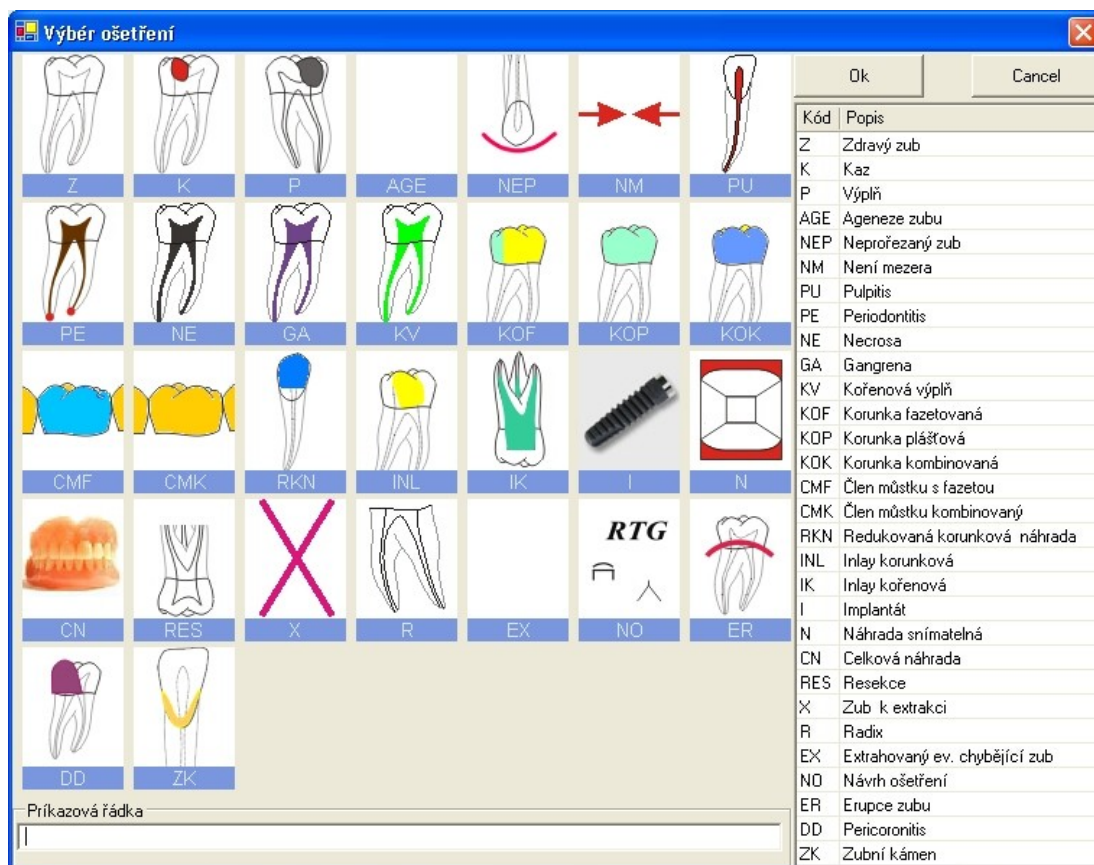 Výběr ošetření
Z K P AGE NEP NM PU
PE NE GA KV KOF KOP KOK
CMF CMK RKN INL IK I N
RTG
CN RES X R EX NO ER
DD ZK
Príkazová řádka
Ok Cancel
Kód Popis
Z Zdravý zub
K Kaz
P Výplň
AGE Ageneze zubu
NEP Neprořezaný zub
NM Není mezera
PU Pulpitis
PE Periodontitis
NE Necrosa
GA Gangrena
KV Kořenová výplň
KOF Korunka fazetovaná
KOP Korunka plášťová
KOK Korunka kombinovaná
CMF Člen můstku s fazetou
CMK Člen můstku kombinovaný
RKN Redukovaná korunková náhrada
INL Inlay korunková
IK Inlay kořenová
I Implantát
N Náhrada snímatelná
CN Celková náhrada
RES Resekce
X Zub k extrakci
R Radix
EX Extrahovaný ev. chybějící zub
NO Návrh ošetření
ER Erupce zubu
DD Pericoronitis
ZK Zubní kámen